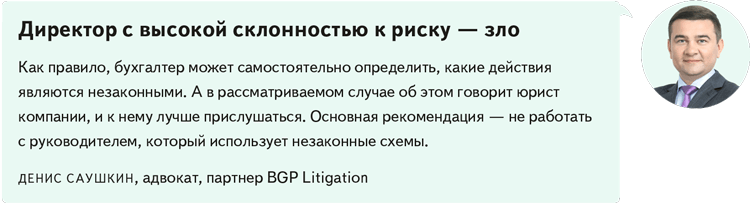 Директор с высокой склонностью к риску — зло
Как правило, бухгалтер может самостоятельно определить, какие действия
являются незаконными. А в рассматриваемом случае об этом говорит юрист
компании, и к нему лучше прислушаться. Основная рекомендация — не работать
с руководителем, который использует незаконные схемы.
ДЕНИС САУШКИН, адвокат, партнер BGP Litigation